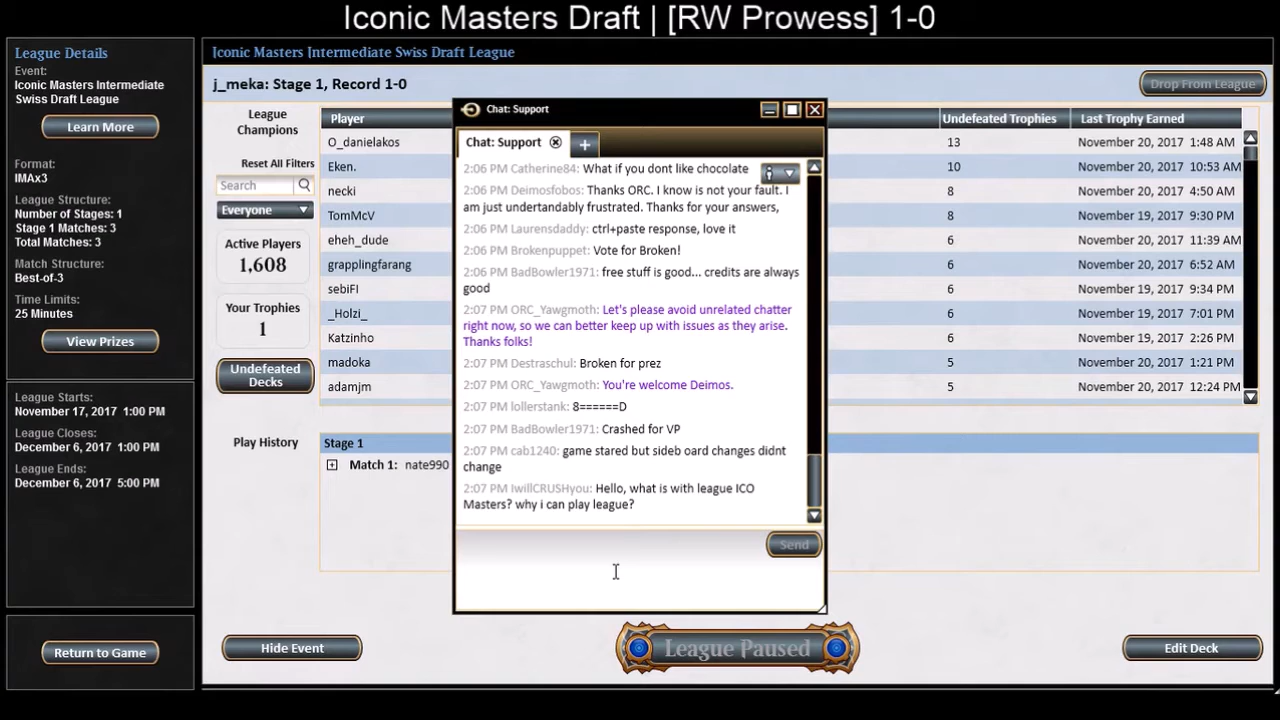 Iconic Masters Draft | [RW Prowess] 1-0
League Details
Event:
Iconic Masters Intermediate
Swiss Draft League
Learn More
Format:
IMAx3
League Structure:
Number of Stages: 1
Stage 1 Matches: 3
Total Matches: 3
Match Structure:
Best-of-3
Time Limits:
25 Minutes
View Prizes
League Starts:
November 17, 2017 1:00 PM
League Closes:
December 6, 2017 1:00 PM
League Ends:
December 6, 2017 5:00 PM
Return to Game
Iconic Masters Intermediate Swiss Draft League
j_meka: Stage 1, Record 1-0
Drop From League
League
Champions
Reset All Filters
Search
Everyone
Active Players
1,608
Your Trophies
1
Undefeated
Decks
Player
Undefeated Trophies
Last Trophy Earned
O_danielakos
13
November 20, 2017 1:48 AM
Eken.
10
November 20, 2017 10:53 AM
necki
8
November 20, 2017 4:50 AM
TomMcV
8
November 19, 2017 9:30 PM
eheh_dude
6
November 20, 2017 11:39 AM
grapplingfarang
6
November 20, 2017 6:52 AM
sebiFI
6
November 19, 2017 9:34 PM
_Holzi_
6
November 19, 2017 7:01 PM
Katzinho
6
November 19, 2017 2:26 PM
madoka
5
November 20, 2017 1:21 PM
adamjm
5
November 20, 2017 12:24 PM
Chat: Support
Chat: Support
2:06 PM Catherine84: What if you dont like chocolate
2:06 PM Deimosfobos: Thanks ORC. I know is not your fault. I
am just undertandably frustrated. Thanks for your answers,
2:06 PM Laurensdaddy: ctrl+paste response, love it
2:06 PM Brokenpuppet: Vote for Broken!
2:06 PM BadBowler1971: free stuff is good... credits are always
good
2:07 PM ORC_Yawgmoth: Let's please avoid unrelated chatter
right now, so we can better keep up with issues as they arise.
Thanks folks!
2:07 PM Destraschul: Broken for prez
2:07 PM ORC_Yawgmoth: You're welcome Deimos.
2:07 PM lollerstank: 8======D
2:07 PM BadBowler1971: Crashed for VP
2:07 PM cab1240: game stared but sideb oard changes didnt
change
2:07 PM IwillCRUSHyou: Hello, what is with league ICO
Masters? why i can play league?
Send
Play History
Stage 1
Match 1: nate990
Hide Event
League Paused
Edit Deck